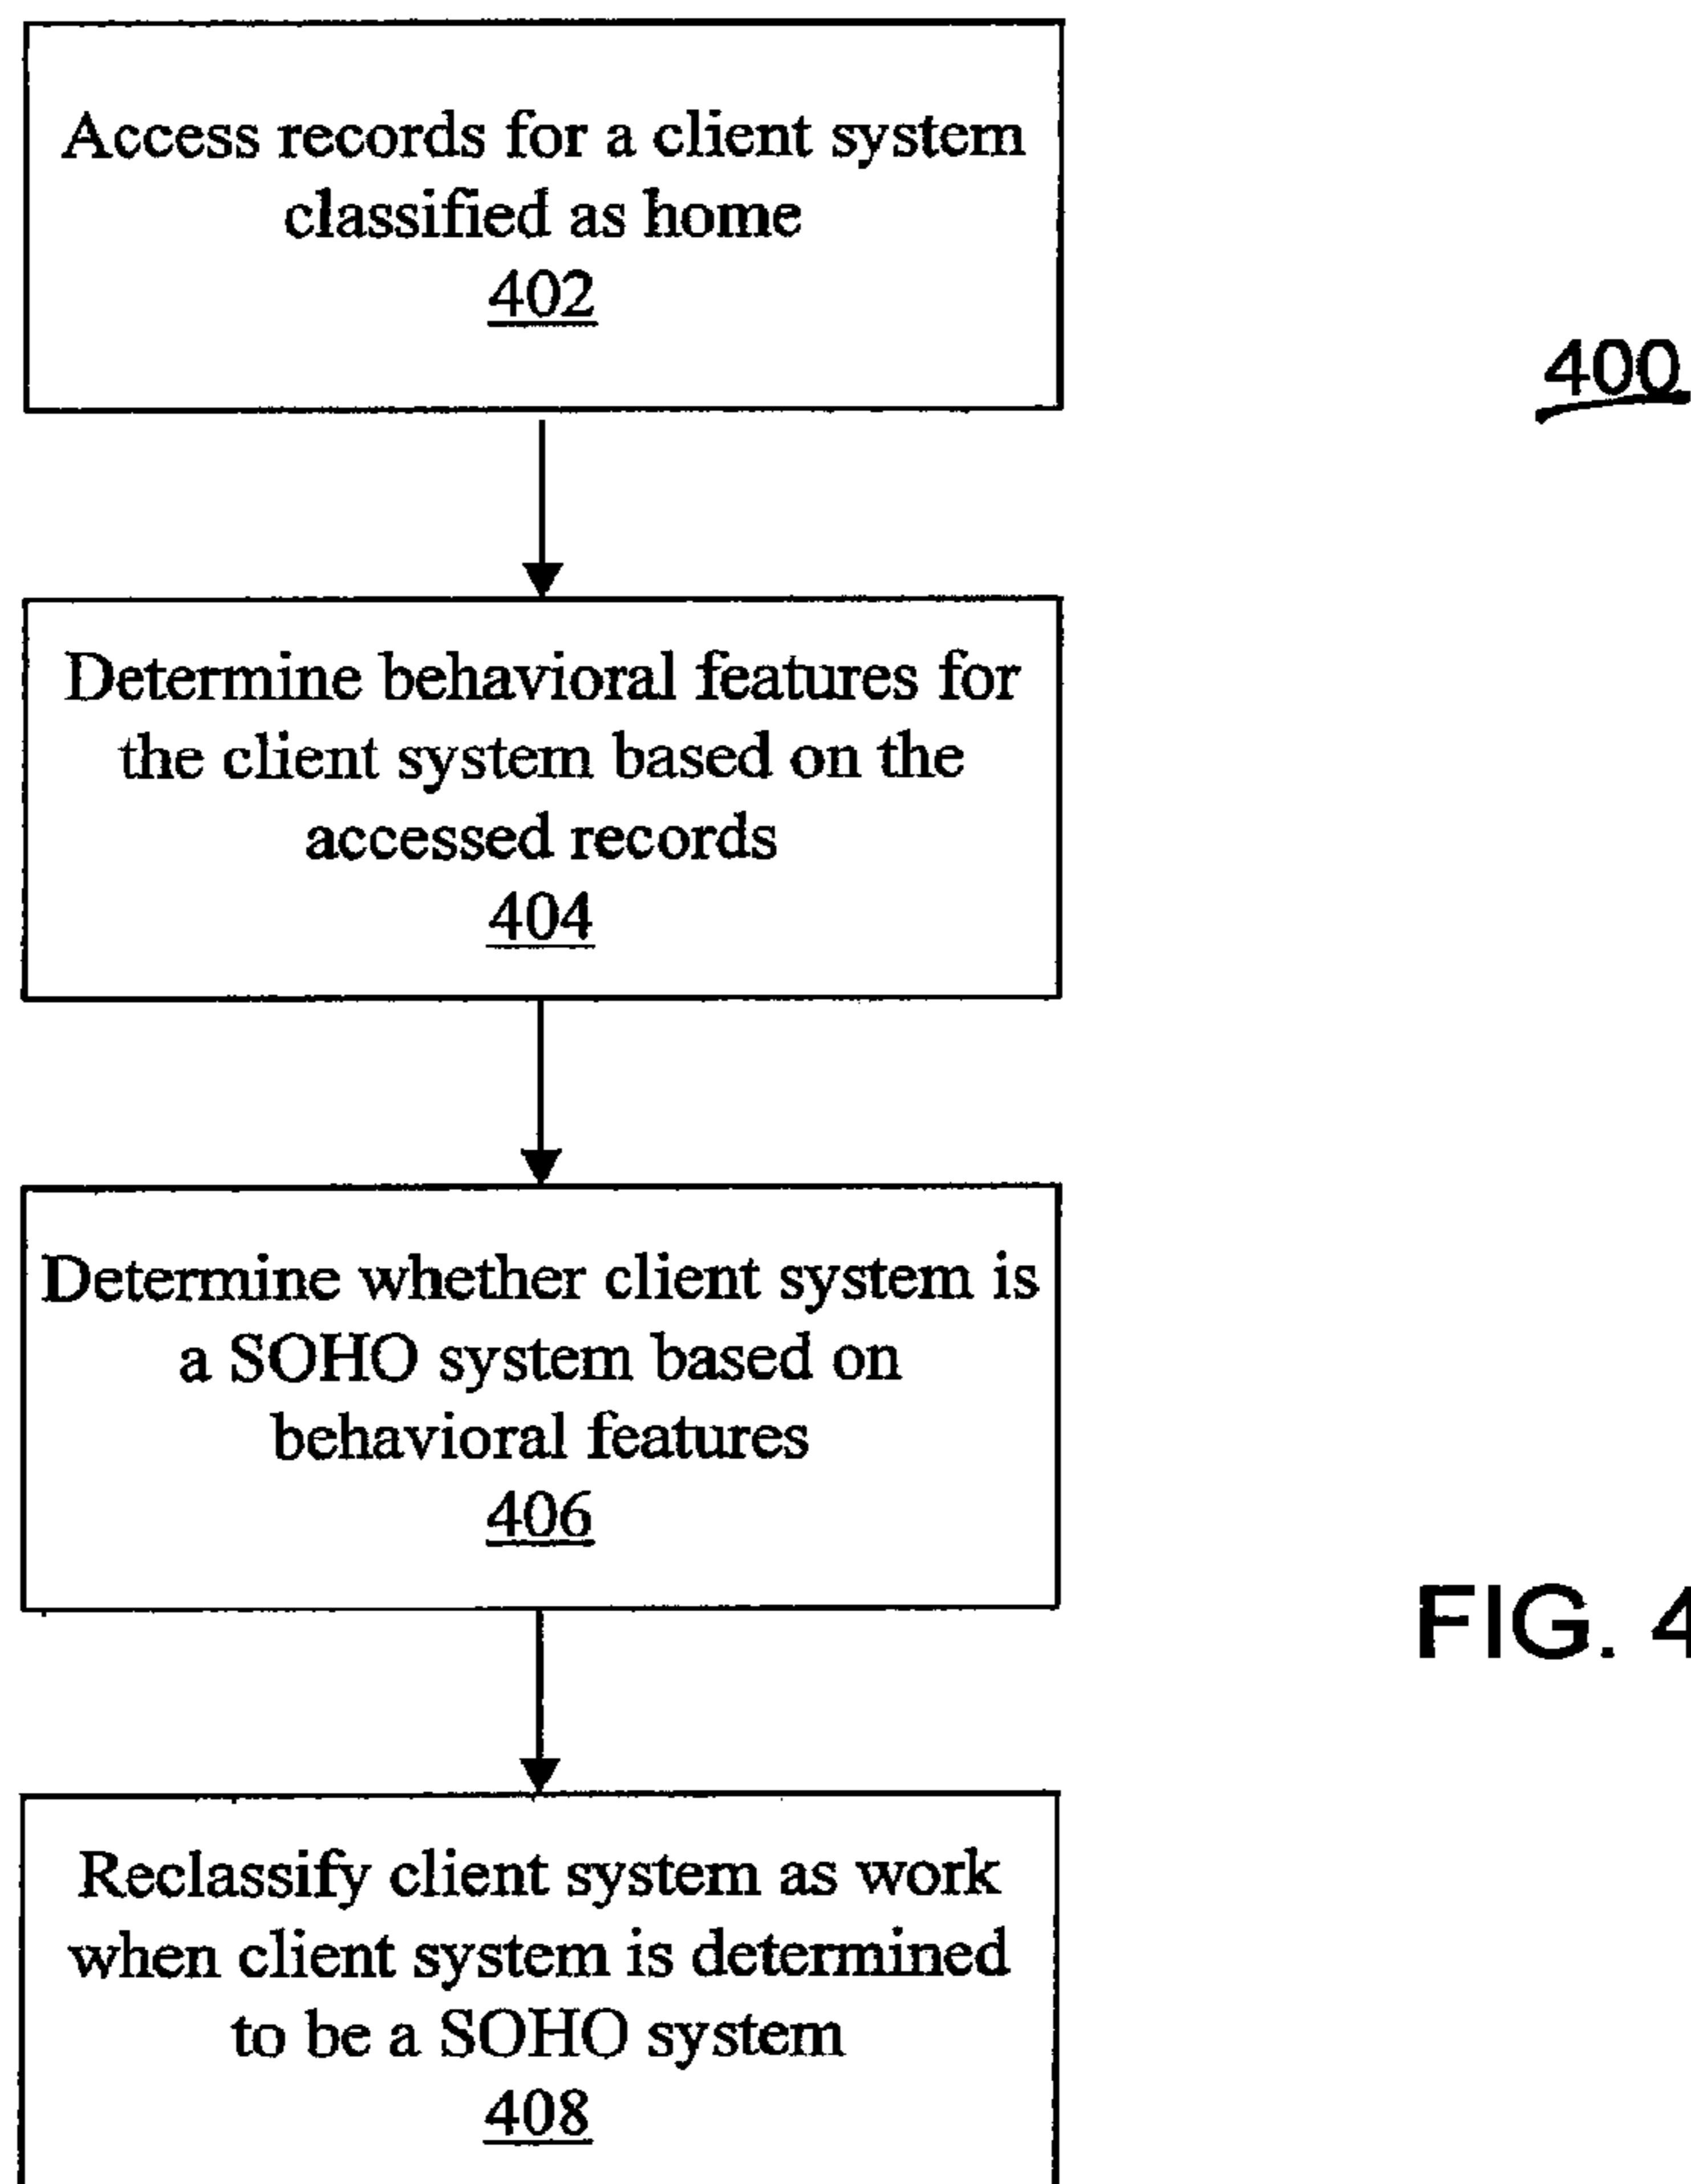 Access records for a client system
classified as home
402
400
Determine behavioral features for
the client system based on the
accessed records
404
Determine whether client system is
a SOHO system based on
behavioral features
406
FIG. 4
Reclassify client system as work
when client system is determined
to be a SOHO system
408